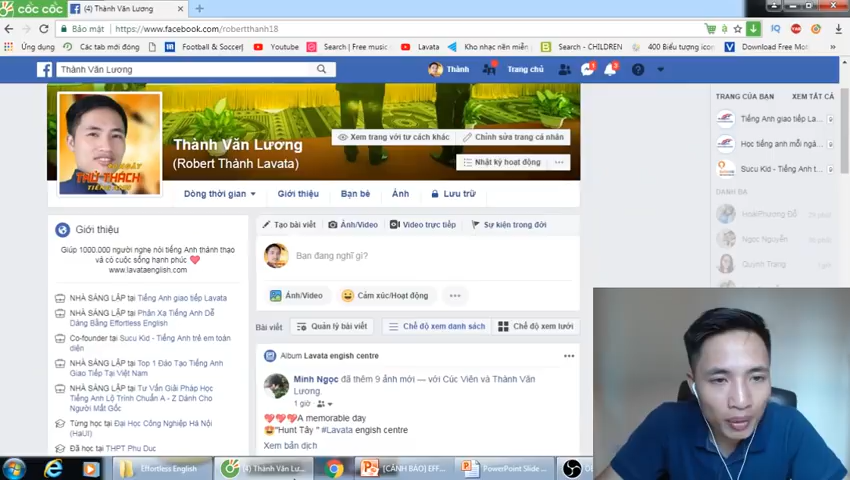 CỐC CỐC
(4) Thành Văn Lương
Bảo mật
https://www.facebook.com/robertthanh18
Ứng dụng
Các tab mới đóng
Football & Soccer
Youtube
Search | Free music
Lavata
Kho nhạc nền miễn
Search - CHILDREN
400 Biểu tượng
Download Free Mot
Thành Văn Lương
Thành
Trang chủ
1
2
THỬ THÁCH
TIẾNG ANH
Thành Văn Lương
(Robert Thành Lavata)
Xem trang với tư cách khác
Chỉnh sửa trang cá nhân
Nhật ký hoạt động
Dòng thời gian
Giới thiệu
Bạn bè
Ảnh
Lưu trữ
TRANG CỦA BẠN
XEM TẤT CẢ
Tiếng Anh giao tiếp La...
Học tiếng anh mỗi ngà...
Sucu Kid - Tiếng Anh t...
Ngọc Nguyễn
Quỳnh Trang
Giới thiệu
Giúp 1000.000 người nghe nói tiếng Anh thành thạo
và có cuộc sống hạnh phúc
www.lavataenglish.com
NHÀ SÁNG LẬP tại Tiếng Anh giao tiếp Lavata
NHÀ SÁNG LẬP tại Phản Xạ Tiếng Anh Dễ
Dàng Bằng Effortless English
Co-founder tại Sucu Kid - Tiếng Anh trẻ em toàn
diện
NHÀ SÁNG LẬP tại Top 1 Đào Tạo Tiếng Anh
Giao Tiếp Tại Việt Nam
NHÀ SÁNG LẬP tại Tư Vấn Giải Pháp Học
Tiếng Anh Lộ Trình Chuẩn A - Z Dành Cho
Người Mất Gốc
Từng học tại Đại Học Công Nghiệp Hà Nội
(HaUI)
Đã học tại THPT Phu Duc
Tạo bài viết
Ảnh/Video
Video trực tiếp
Sự kiện trong đời
Bạn đang nghĩ gì?
Ảnh/Video
Cảm xúc/Hoạt động
Bài viết
Quản lý bài viết
Chế độ xem danh sách
Chế độ xem lưới
Album Lavata engish centre
Minh Ngọc đã thêm 9 ảnh mới — với Cúc Viên và Thành Văn
Lương.
1 giờ
A memorable day
"Hunt Tây " #Lavata engish centre
Xem bản dịch
Effortless English
(4) Thành Văn Lư...
[CẢNH BÁO] EFF...
PowerPoint Slide ...